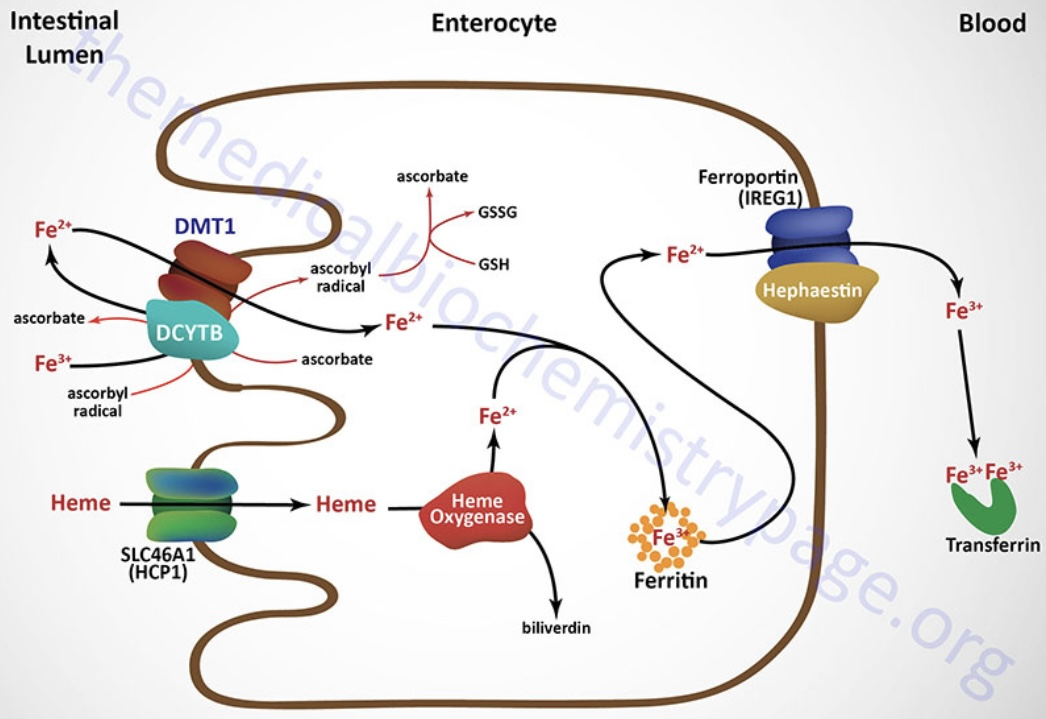 Intestinal
Lumen
Enterocyte
Blood
themedicalbiochemistrypage.org
ascorbate
Ferroportin
(IREG1)
GSSG
Fe²⁺
DMT1
ascorbyl
radical
GSH
Fe²⁺
Hephaestin
ascorbate
DCYTB
Fe²⁺
Fe³⁺
Fe³⁺
ascorbate
ascorbyl
radical
Fe²⁺
Heme
Heme
Heme
Oxygenase
Fe³⁺Fe³⁺
SLC46A1
(HCP1)
Fe³⁺
Ferritin
Transferrin
biliverdin